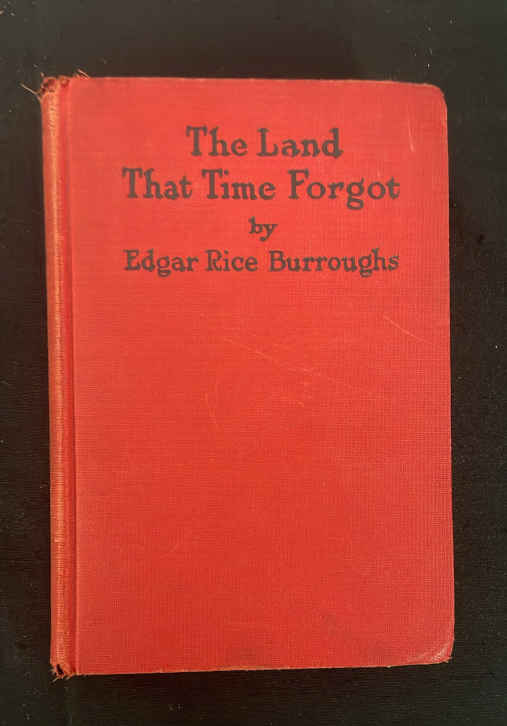 The Land
That Time Forgot
by
Edgar Rice Burroughs